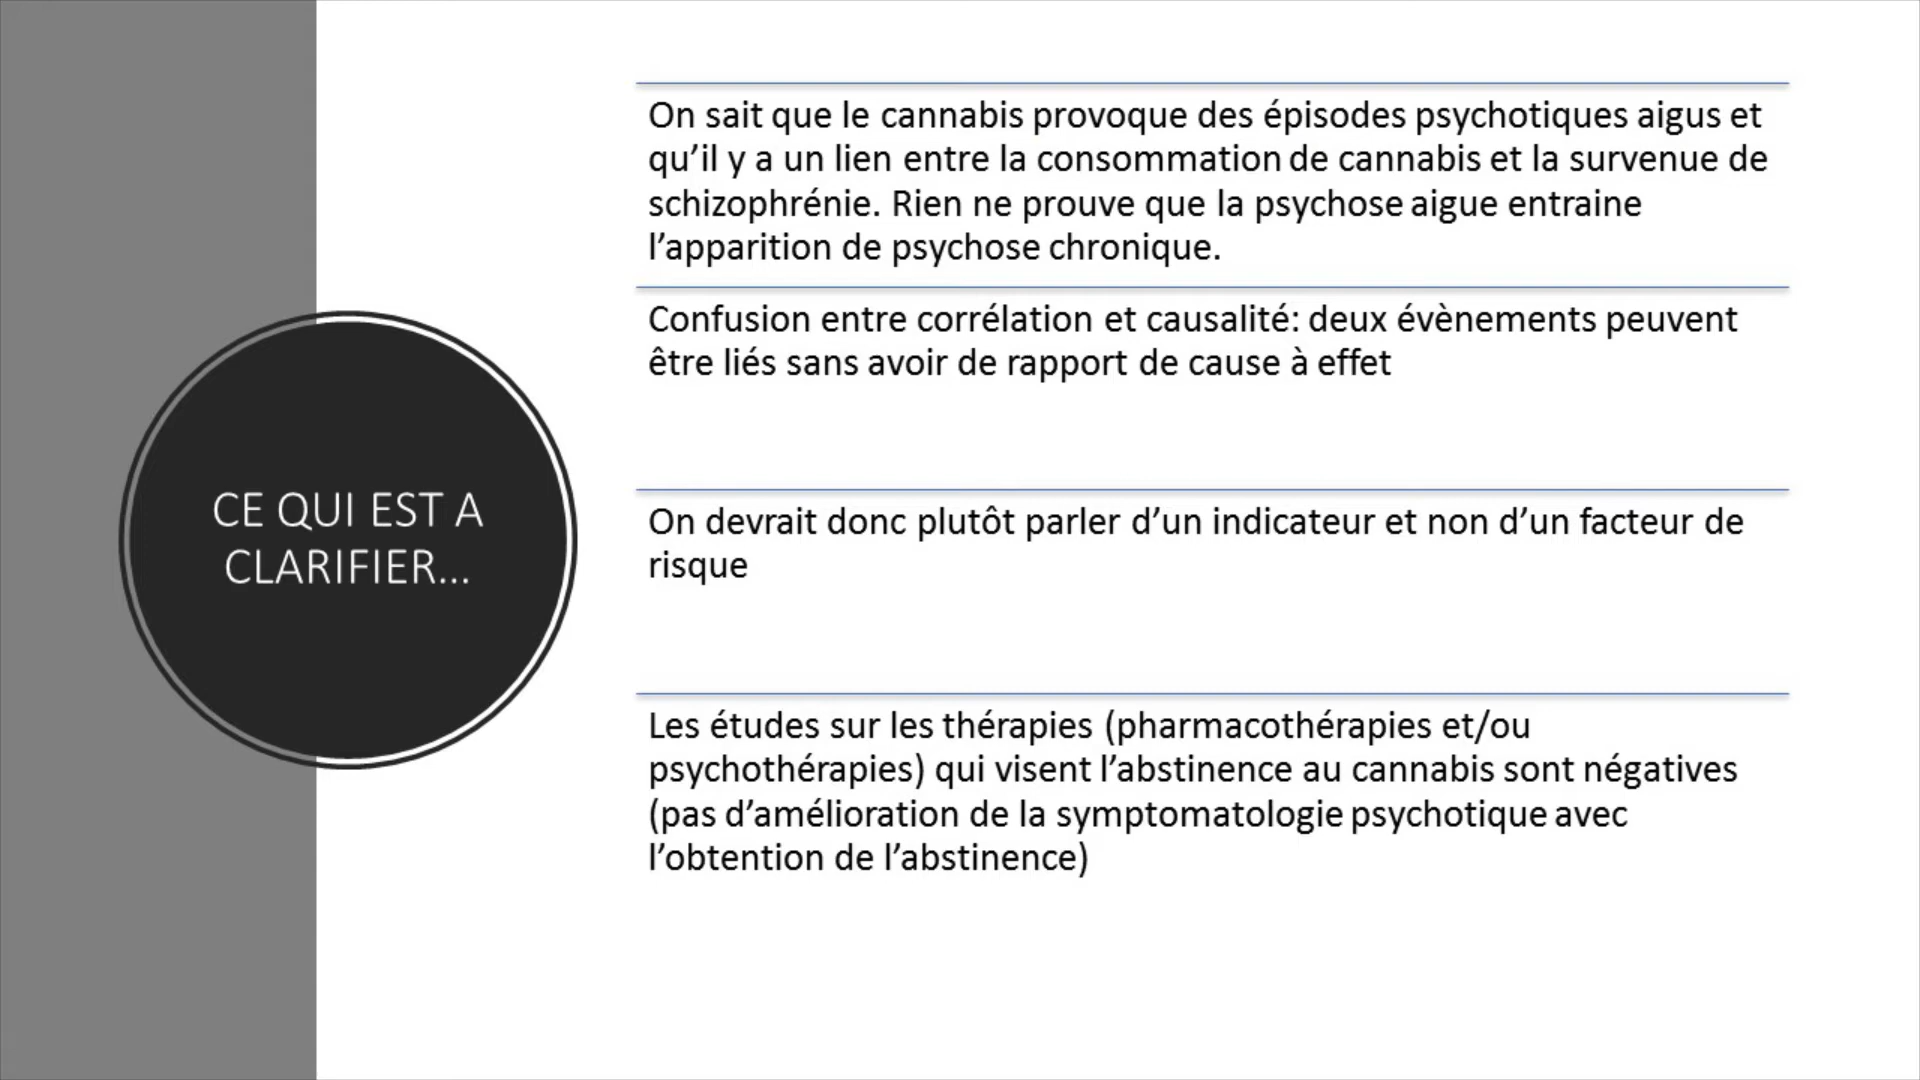 CE QUI EST A
CLARIFIER...
On sait que le cannabis provoque des épisodes psychotiques aigus et
qu’il y a un lien entre la consommation de cannabis et la survenue de
schizophrénie. Rien ne prouve que la psychose aigue entraine
l’apparition de psychose chronique.
Confusion entre corrélation et causalité: deux évènements peuvent
être liés sans avoir de rapport de cause à effet
On devrait donc plutôt parler d’un indicateur et non d’un facteur de
risque
Les études sur les thérapies (pharmacothérapies et/ou
psychothérapies) qui visent l’abstinence au cannabis sont négatives
(pas d’amélioration de la symptomatologie psychotique avec
l’obtention de l’abstinence)